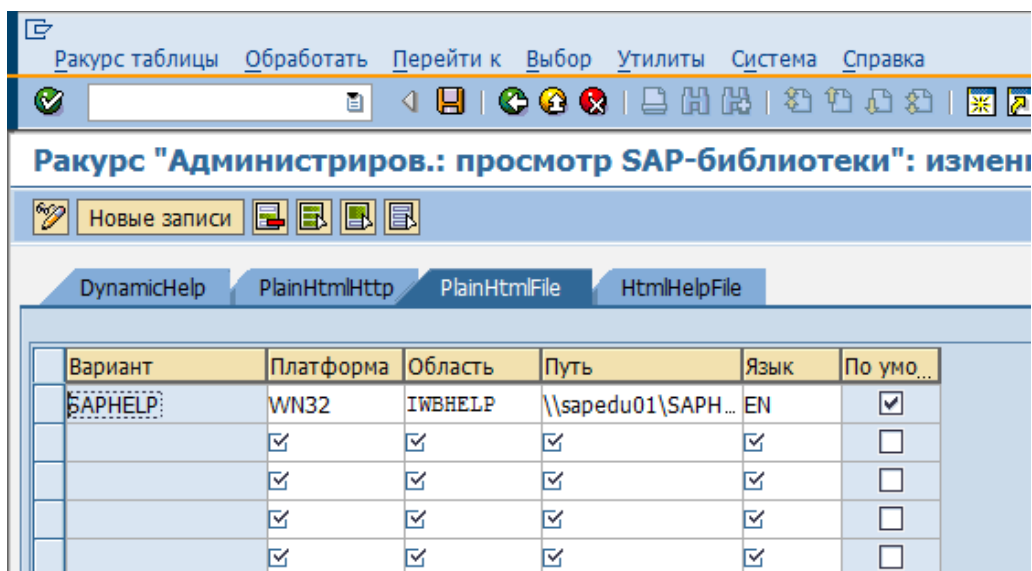 Ракурс таблицы Обработать Перейти к Выбор Утилиты Система Справка
Ракурс "Администриров.: просмотр SAP-библиотеки": измен
Новые записи
DynamicHelp PlainHtmlHttp PlainHtmlFile HtmlHelpFile
Вариант Платформа Область Путь Язык По умо...
SAPHELP WN32 IWBHELP \\sapedu01\SAPH... EN